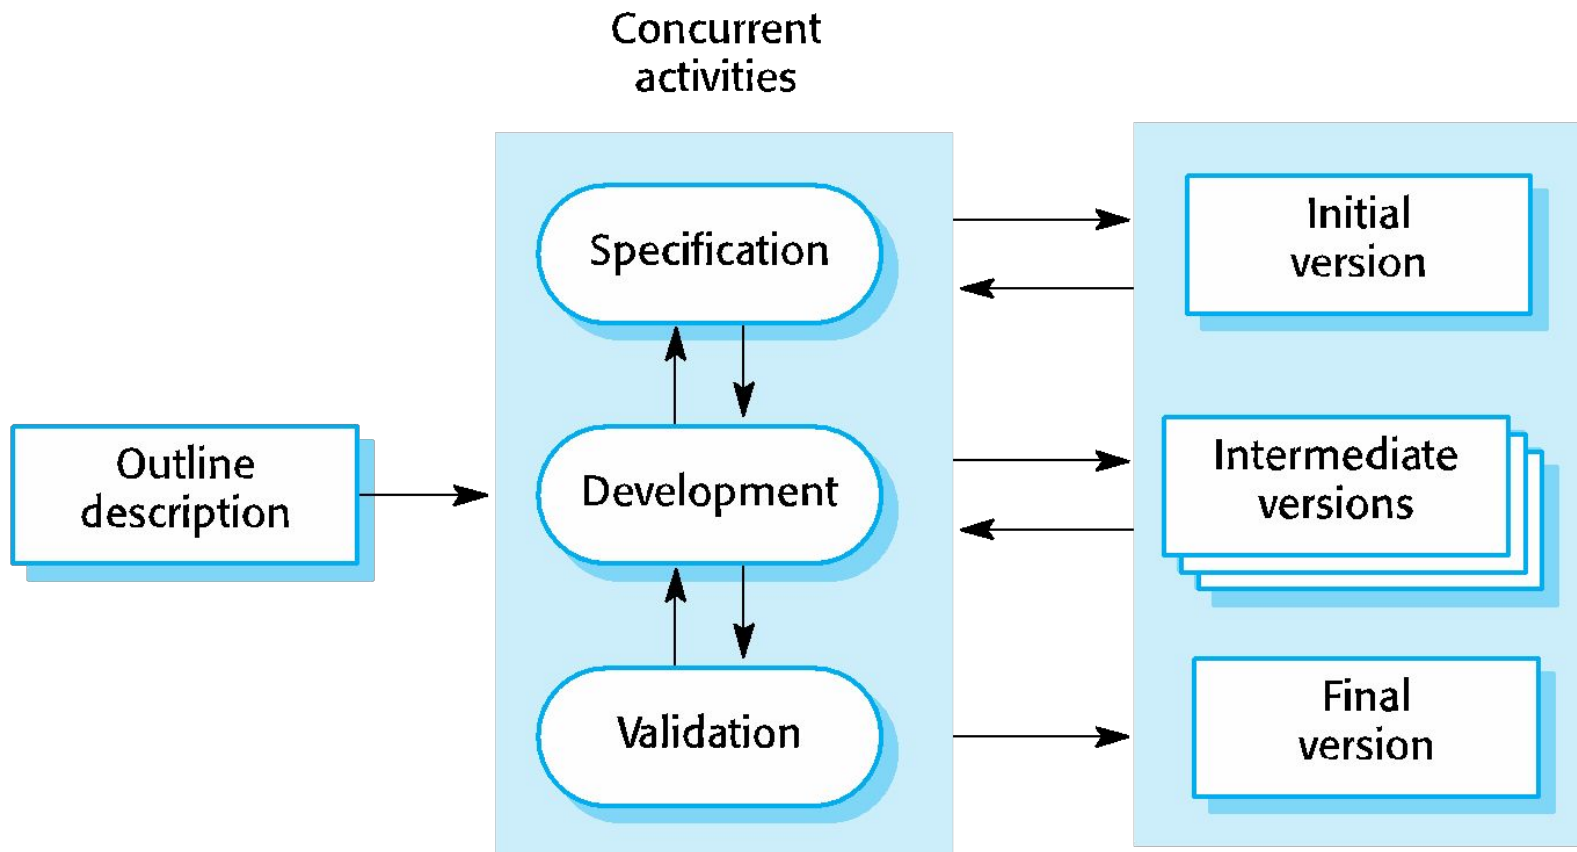 Concurrent
activities
Specification
Initial
version
Outline
description
Development
Intermediate
versions
Validation
Final
version